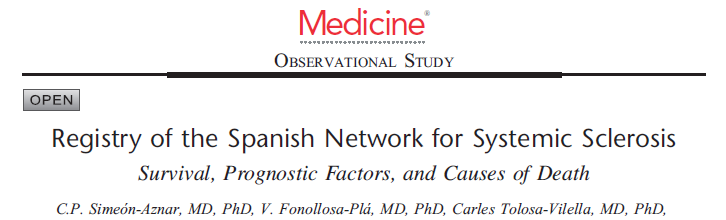 Medicine®
OBSERVATIONAL STUDY
OPEN
Registry of the Spanish Network for Systemic Sclerosis
Survival, Prognostic Factors, and Causes of Death
C.P. Simeón-Aznar, MD, PhD, V. Fonollosa-Plá, MD, PhD, Carles Tolosa-Vilella, MD, PhD,